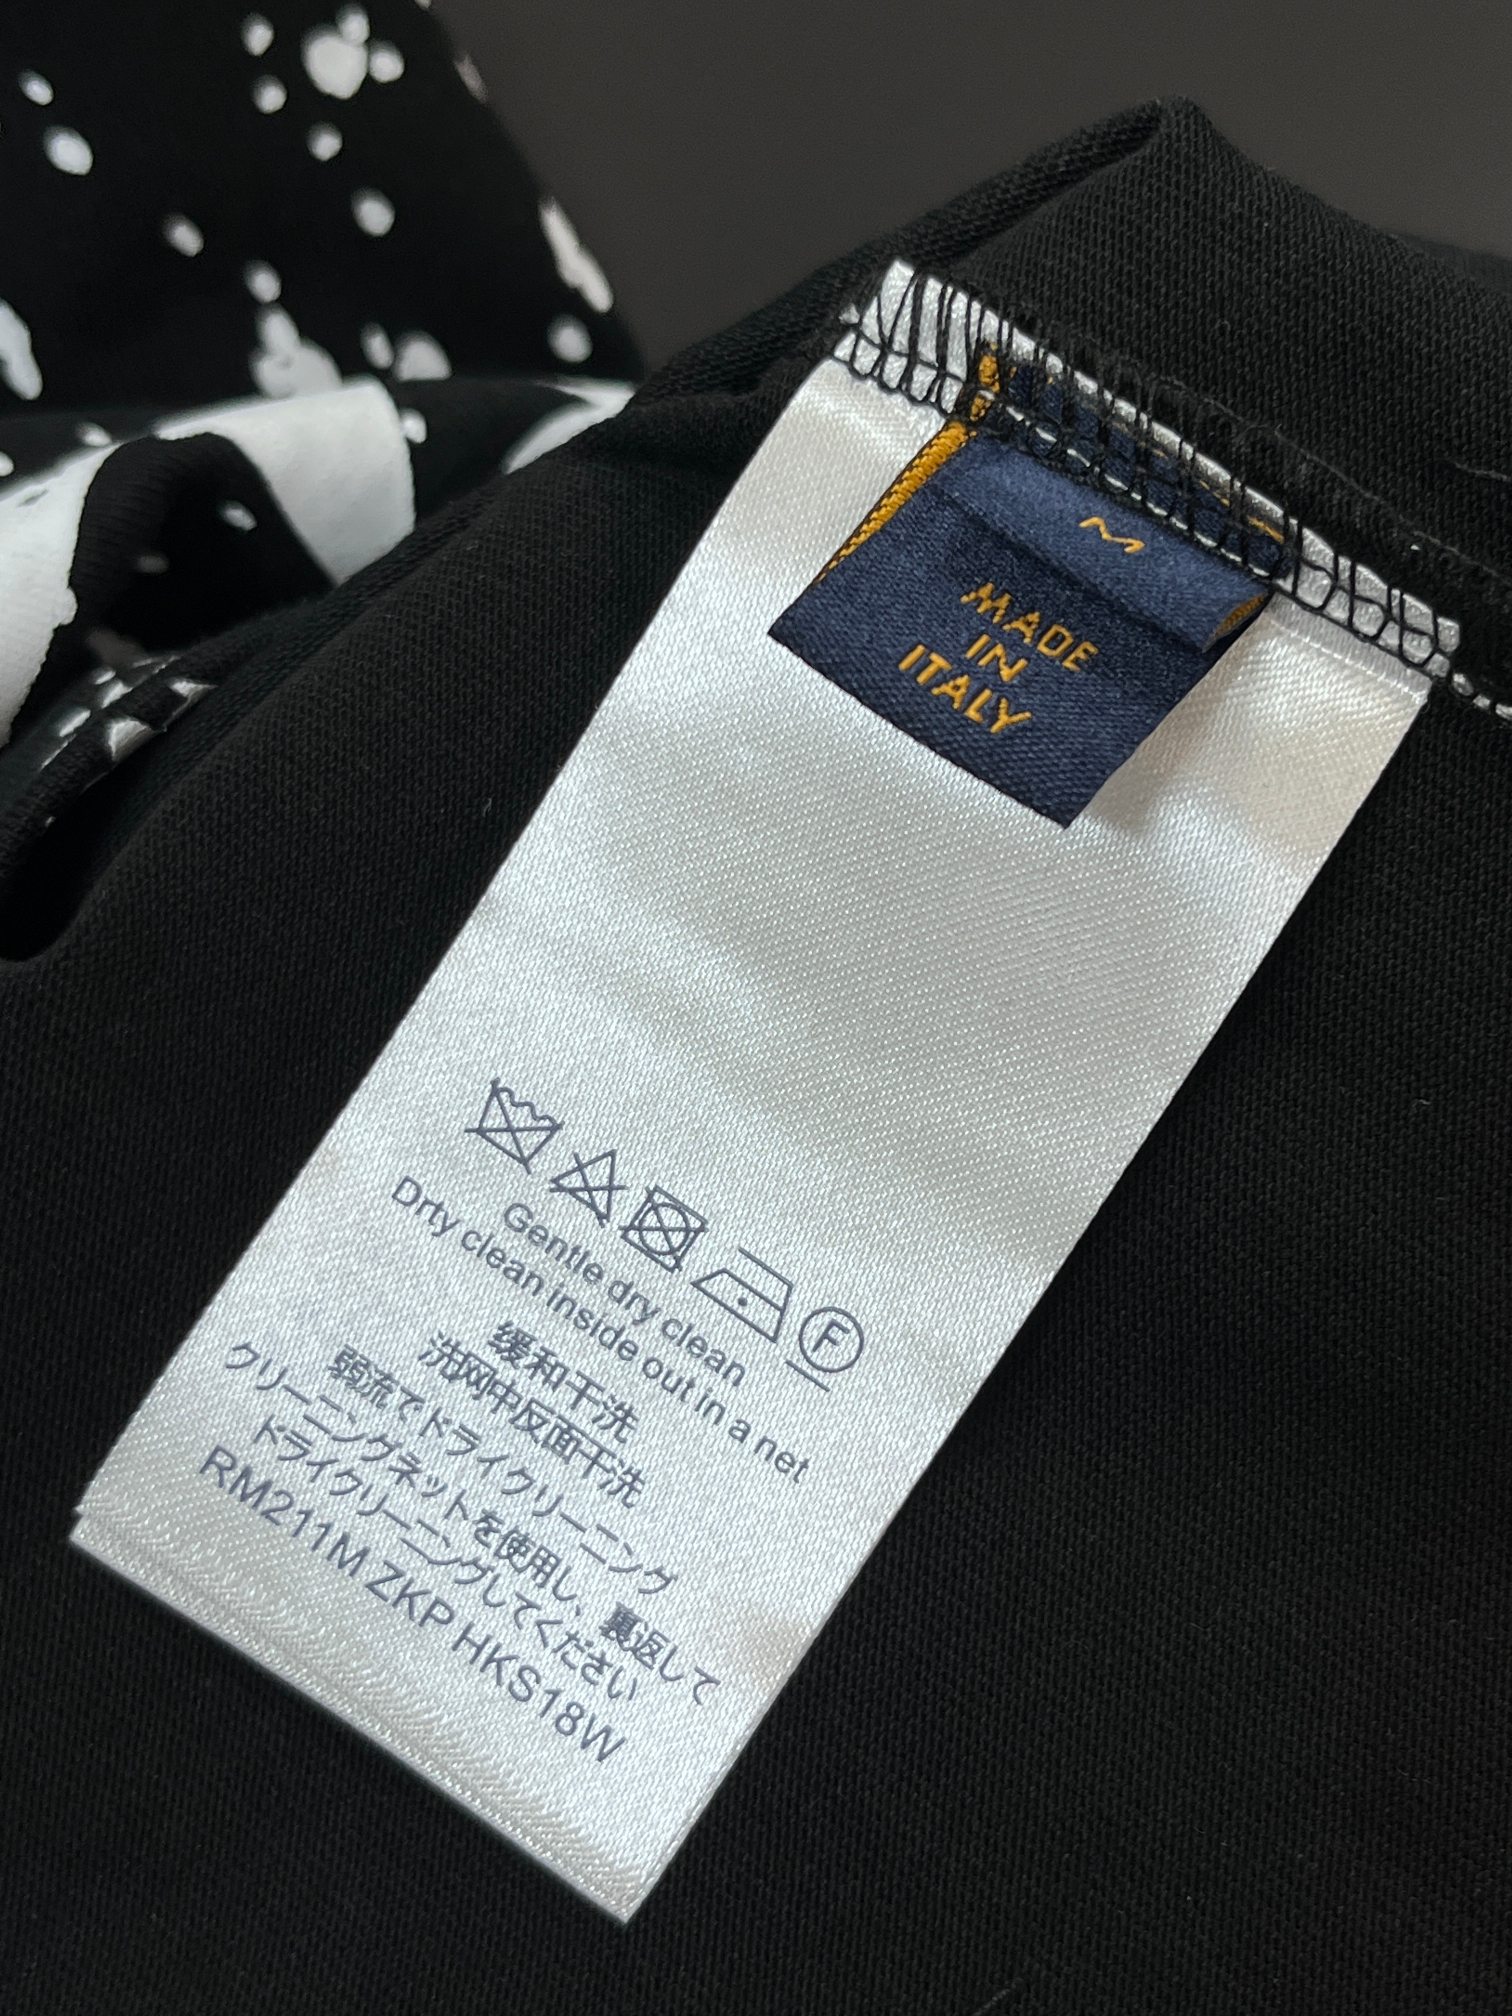 M
MADE
IN
ITALY
F
Gentle dry clean
Drty clean inside out in a net
缓和干洗
洗网中反面干洗
弱流でドライクリーニング
クリーニングネットを使用し、裏返して
ドライクリーニングしてください
RM211M ZKP HKS18W